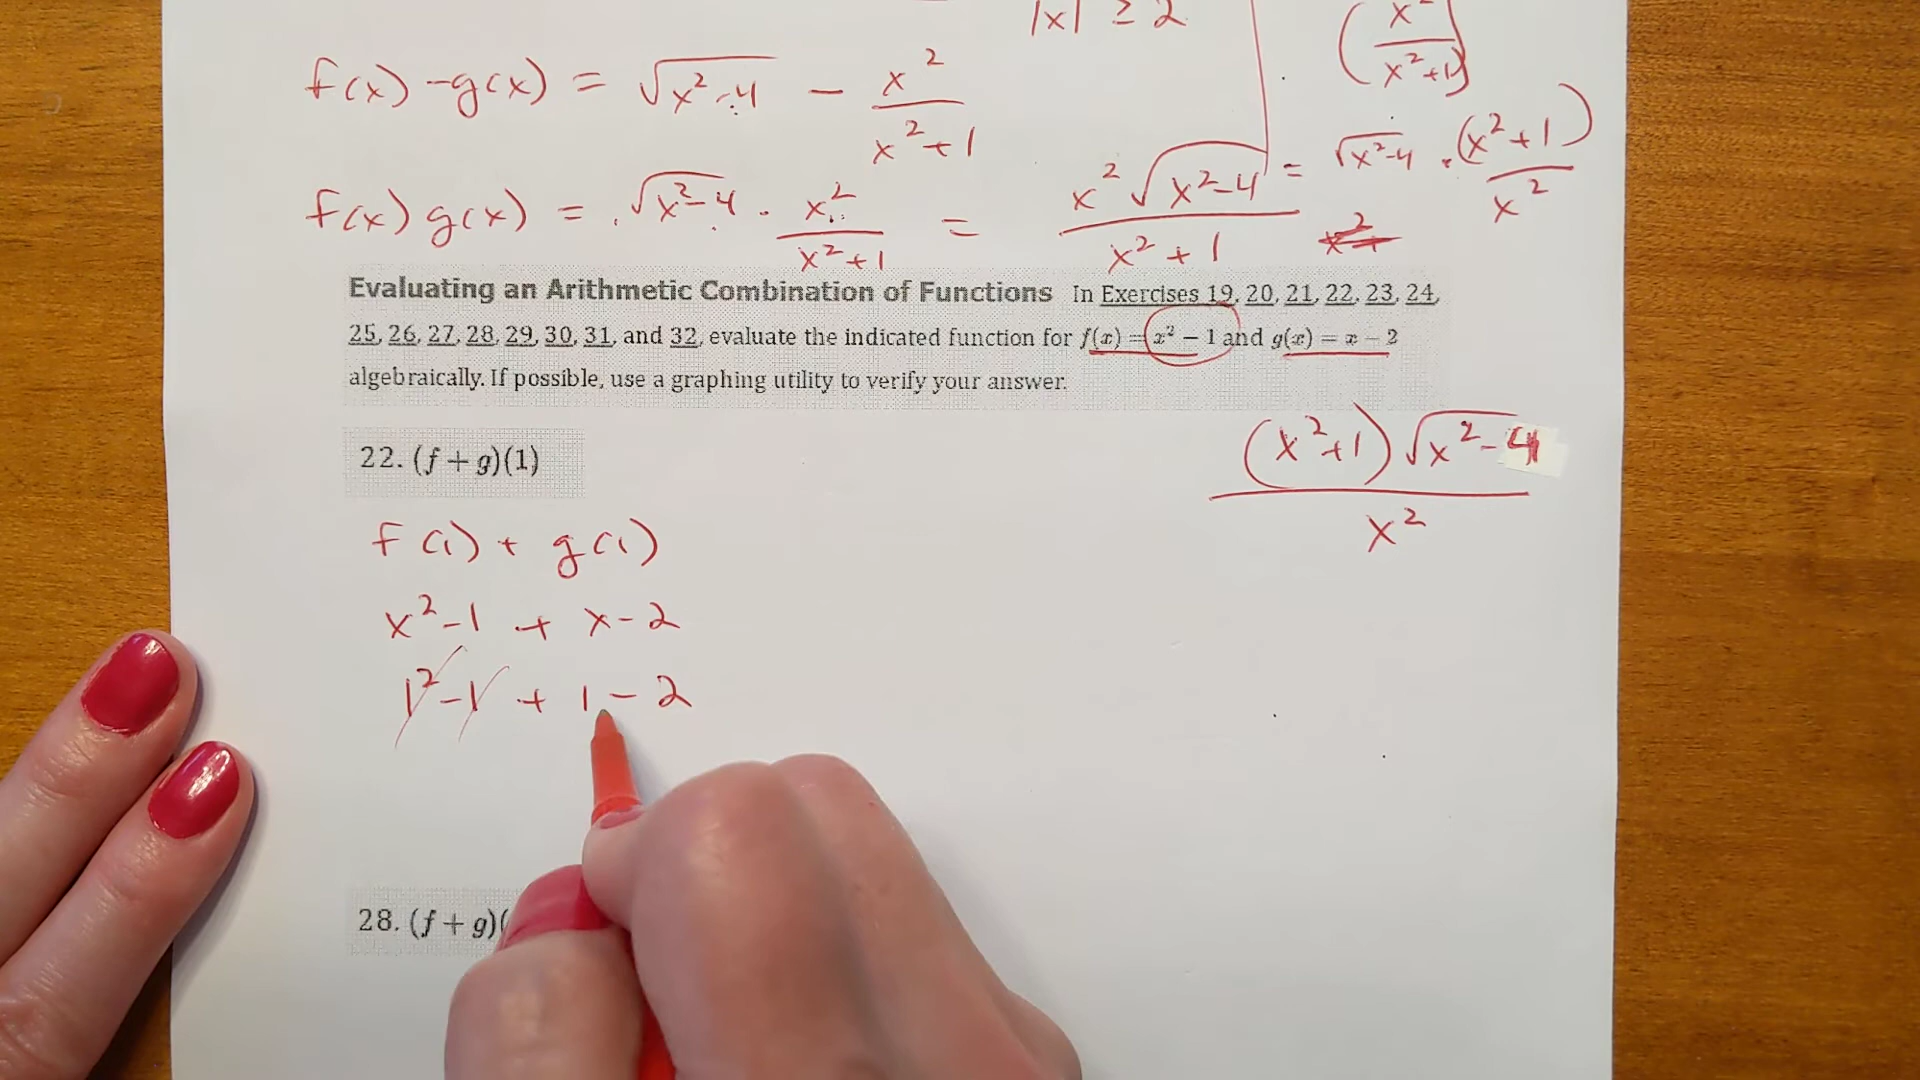 |x| ≥ 2
(x²/(x²+1))
f(x) - g(x) = √(x²-4) - x²/(x²+1)
f(x) g(x) = √(x²-4) · x²/(x²+1) = x²√(x²-4)/(x²+1)
= √(x²-4) · (x²+1)/x²
Evaluating an Arithmetic Combination of Functions In Exercises 19, 20, 21, 22, 23, 24,
25, 26, 27, 28, 29, 30, 31, and 32, evaluate the indicated function for f(x) = x² − 1 and g(x) = x − 2
algebraically. If possible, use a graphing utility to verify your answer.
(x²+1)√(x²-4)/x²
22. (f + g)(1)
f(1) + g(1)
x²-1 + x-2
1²-1 + 1-2
28. (f + g)(